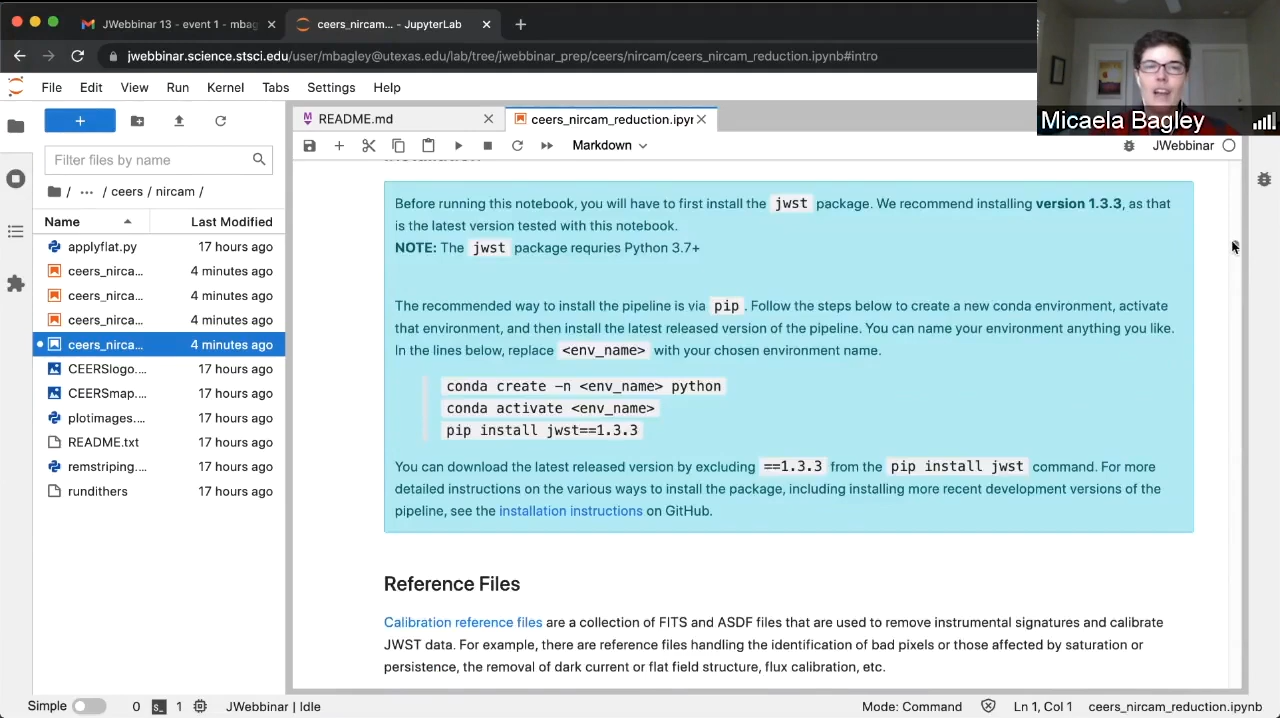 JWebbinar 13 - event 1 - mbag
ceers_nircam... - JupyterLab
jwebbinar.science.stsci.edu/user/mbagley@utexas.edu/lab/tree/jwebbinar_prep/ceers/nircam/ceers_nircam_reduction.ipynb#intro
Micaela Bagley
File Edit View Run Kernel Tabs Settings Help
README.md
ceers_nircam_reduction.ipyr
Filter files by name
Markdown
JWebbinar
/ ... / ceers / nircam /
Name Last Modified
applyflat.py 17 hours ago
ceers_nirca... 4 minutes ago
ceers_nirca... 4 minutes ago
ceers_nirca... 4 minutes ago
ceers_nirca... 4 minutes ago
CEERSlogo.... 17 hours ago
CEERSmap.... 17 hours ago
plotimages.... 17 hours ago
README.txt 17 hours ago
remstriping.... 17 hours ago
rundithers 17 hours ago
Installation
Before running this notebook, you will have to first install the jwst package. We recommend installing version 1.3.3, as that
is the latest version tested with this notebook.
NOTE: The jwst package requries Python 3.7+
The recommended way to install the pipeline is via pip. Follow the steps below to create a new conda environment, activate
that environment, and then install the latest released version of the pipeline. You can name your environment anything you like.
In the lines below, replace <env_name> with your chosen environment name.
conda create -n <env_name> python
conda activate <env_name>
pip install jwst==1.3.3
You can download the latest released version by excluding ==1.3.3 from the pip install jwst command. For more
detailed instructions on the various ways to install the package, including installing more recent development versions of the
pipeline, see the installation instructions on GitHub.
Reference Files
Calibration reference files are a collection of FITS and ASDF files that are used to remove instrumental signatures and calibrate
JWST data. For example, there are reference files handling the identification of bad pixels or those affected by saturation or
persistence, the removal of dark current or flat field structure, flux calibration, etc.
Simple 0 1 JWebbinar | Idle Mode: Command Ln 1, Col 1 ceers_nircam_reduction.ipynb